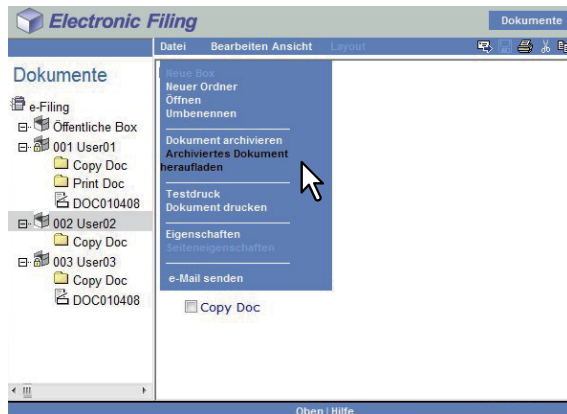 Electronic Filing
Dokumente
Datei Bearbeiten Ansicht Layout
Dokumente
e-Filing
Öffentliche Box
001 User01
Copy Doc
Print Doc
DOC010408
002 User02
Copy Doc
003 User03
Copy Doc
DOC010408
Neue Box
Neuer Ordner
Öffnen
Umbenennen
Dokument archivieren
Archiviertes Dokument
heraufladen
Testdruck
Dokument drucken
Eigenschaften
Seiteneigenschaften
e-Mail senden
Copy Doc
Oben | Hilfe